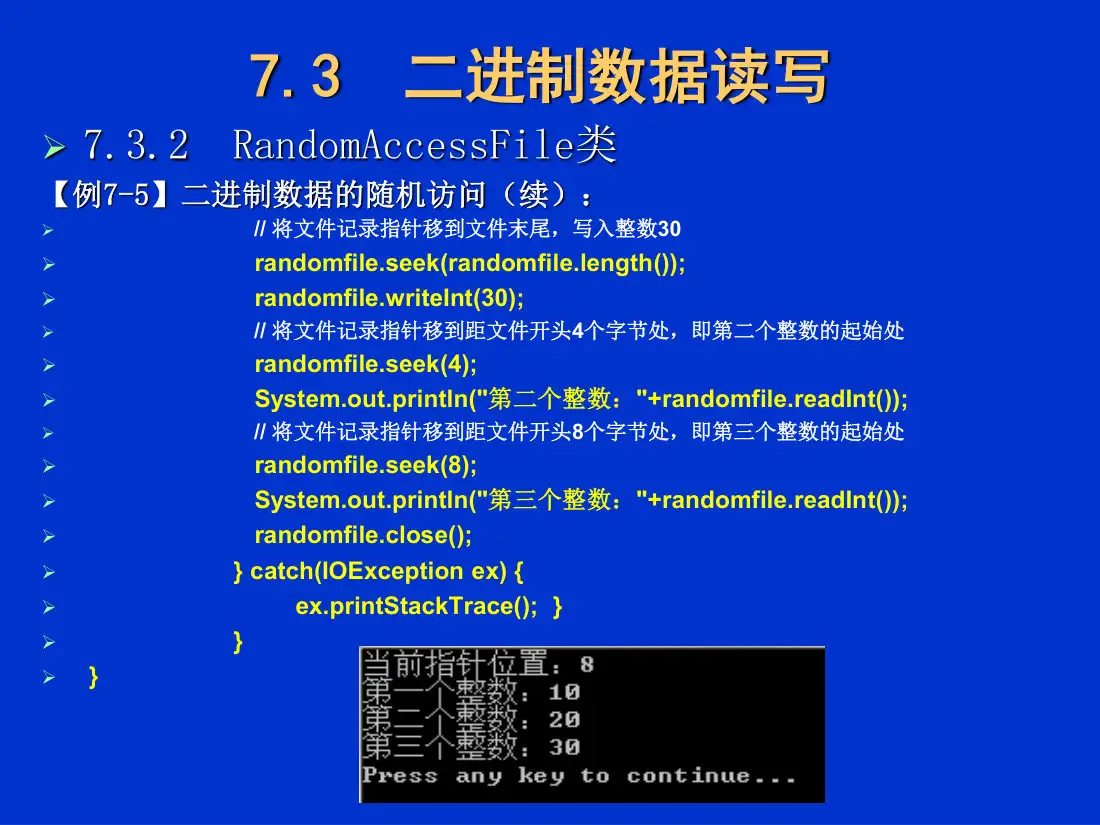 7.3 二进制数据读写
7.3.2 RandomAccessFile类
【例7-5】二进制数据的随机访问（续）：
// 将文件记录指针移到文件末尾，写入整数30
randomfile.seek(randomfile.length());
randomfile.writeInt(30);
// 将文件记录指针移到距文件开头4个字节处，即第二个整数的起始处
randomfile.seek(4);
System.out.println("第二个整数："+randomfile.readInt());
// 将文件记录指针移到距文件开头8个字节处，即第三个整数的起始处
randomfile.seek(8);
System.out.println("第三个整数："+randomfile.readInt());
randomfile.close();
} catch(IOException ex) {
ex.printStackTrace(); }
}
}
当前指针位置：8
第一个整数：10
第二个整数：20
第三个整数：30
Press any key to continue...